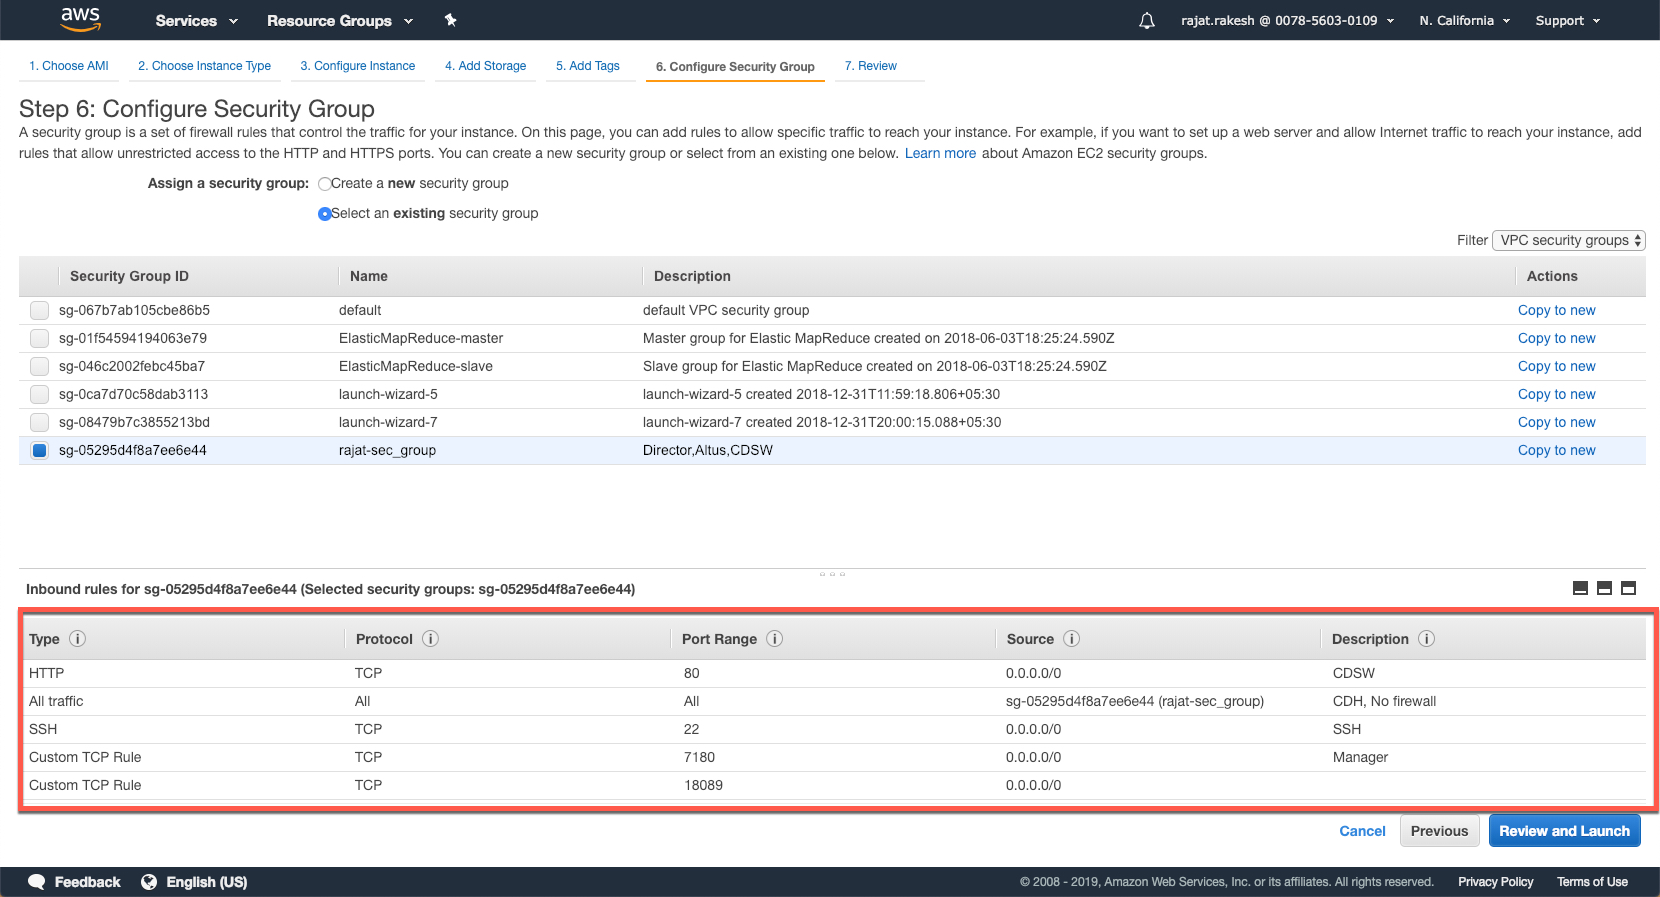 aws Services Resource Groups rajat.rakesh @ 0078-5603-0109 N. California Support
1. Choose AMI 2. Choose Instance Type 3. Configure Instance 4. Add Storage 5. Add Tags 6. Configure Security Group 7. Review
Step 6: Configure Security Group
A security group is a set of firewall rules that control the traffic for your instance. On this page, you can add rules to allow specific traffic to reach your instance. For example, if you want to set up a web server and allow Internet traffic to reach your instance, add
rules that allow unrestricted access to the HTTP and HTTPS ports. You can create a new security group or select from an existing one below. Learn more about Amazon EC2 security groups.
Assign a security group: Create a new security group
Select an existing security group
Filter VPC security groups
Security Group ID Name Description Actions
sg-067b7ab105cbe86b5 default default VPC security group Copy to new
sg-01f54594194063e79 ElasticMapReduce-master Master group for Elastic MapReduce created on 2018-06-03T18:25:24.590Z Copy to new
sg-046c2002febc45ba7 ElasticMapReduce-slave Slave group for Elastic MapReduce created on 2018-06-03T18:25:24.590Z Copy to new
sg-0ca7d70c58dab3113 launch-wizard-5 launch-wizard-5 created 2018-12-31T11:59:18.806+05:30 Copy to new
sg-08479b7c3855213bd launch-wizard-7 launch-wizard-7 created 2018-12-31T20:00:15.088+05:30 Copy to new
sg-05295d4f8a7ee6e44 rajat-sec_group Director,Altus,CDSW Copy to new
Inbound rules for sg-05295d4f8a7ee6e44 (Selected security groups: sg-05295d4f8a7ee6e44)
Type i Protocol i Port Range i Source i Description i
HTTP TCP 80 0.0.0.0/0 CDSW
All traffic All All sg-05295d4f8a7ee6e44 (rajat-sec_group) CDH, No firewall
SSH TCP 22 0.0.0.0/0 SSH
Custom TCP Rule TCP 7180 0.0.0.0/0 Manager
Custom TCP Rule TCP 18089 0.0.0.0/0
Cancel Previous Review and Launch
Feedback English (US) © 2008 - 2019, Amazon Web Services, Inc. or its affiliates. All rights reserved. Privacy Policy Terms of Use